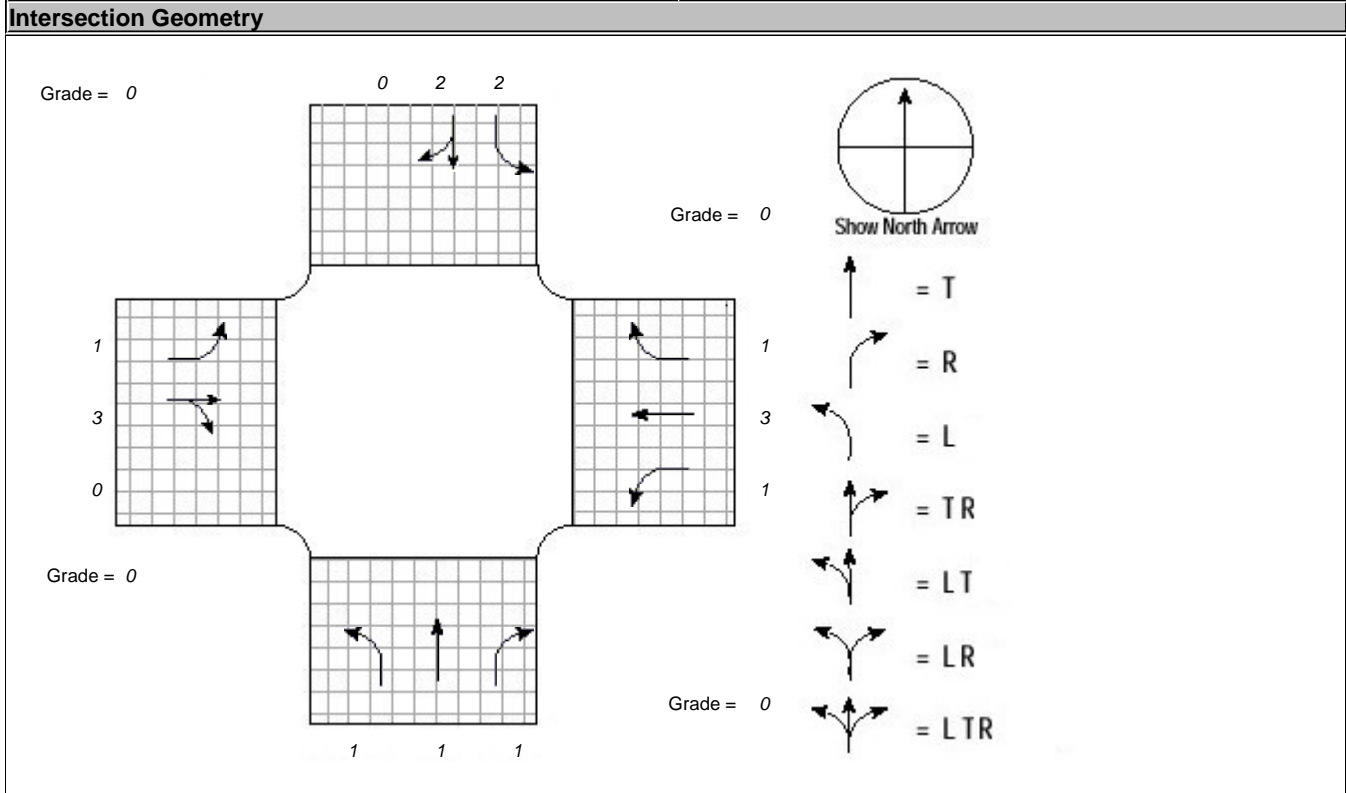 Intersection Geometry
Grade = 0
0 2 2
Grade = 0
Show North Arrow
= T
1
1
= R
3
3
= L
0
1
= TR
Grade = 0
= LT
= LR
Grade = 0
= LTR
1 1 1